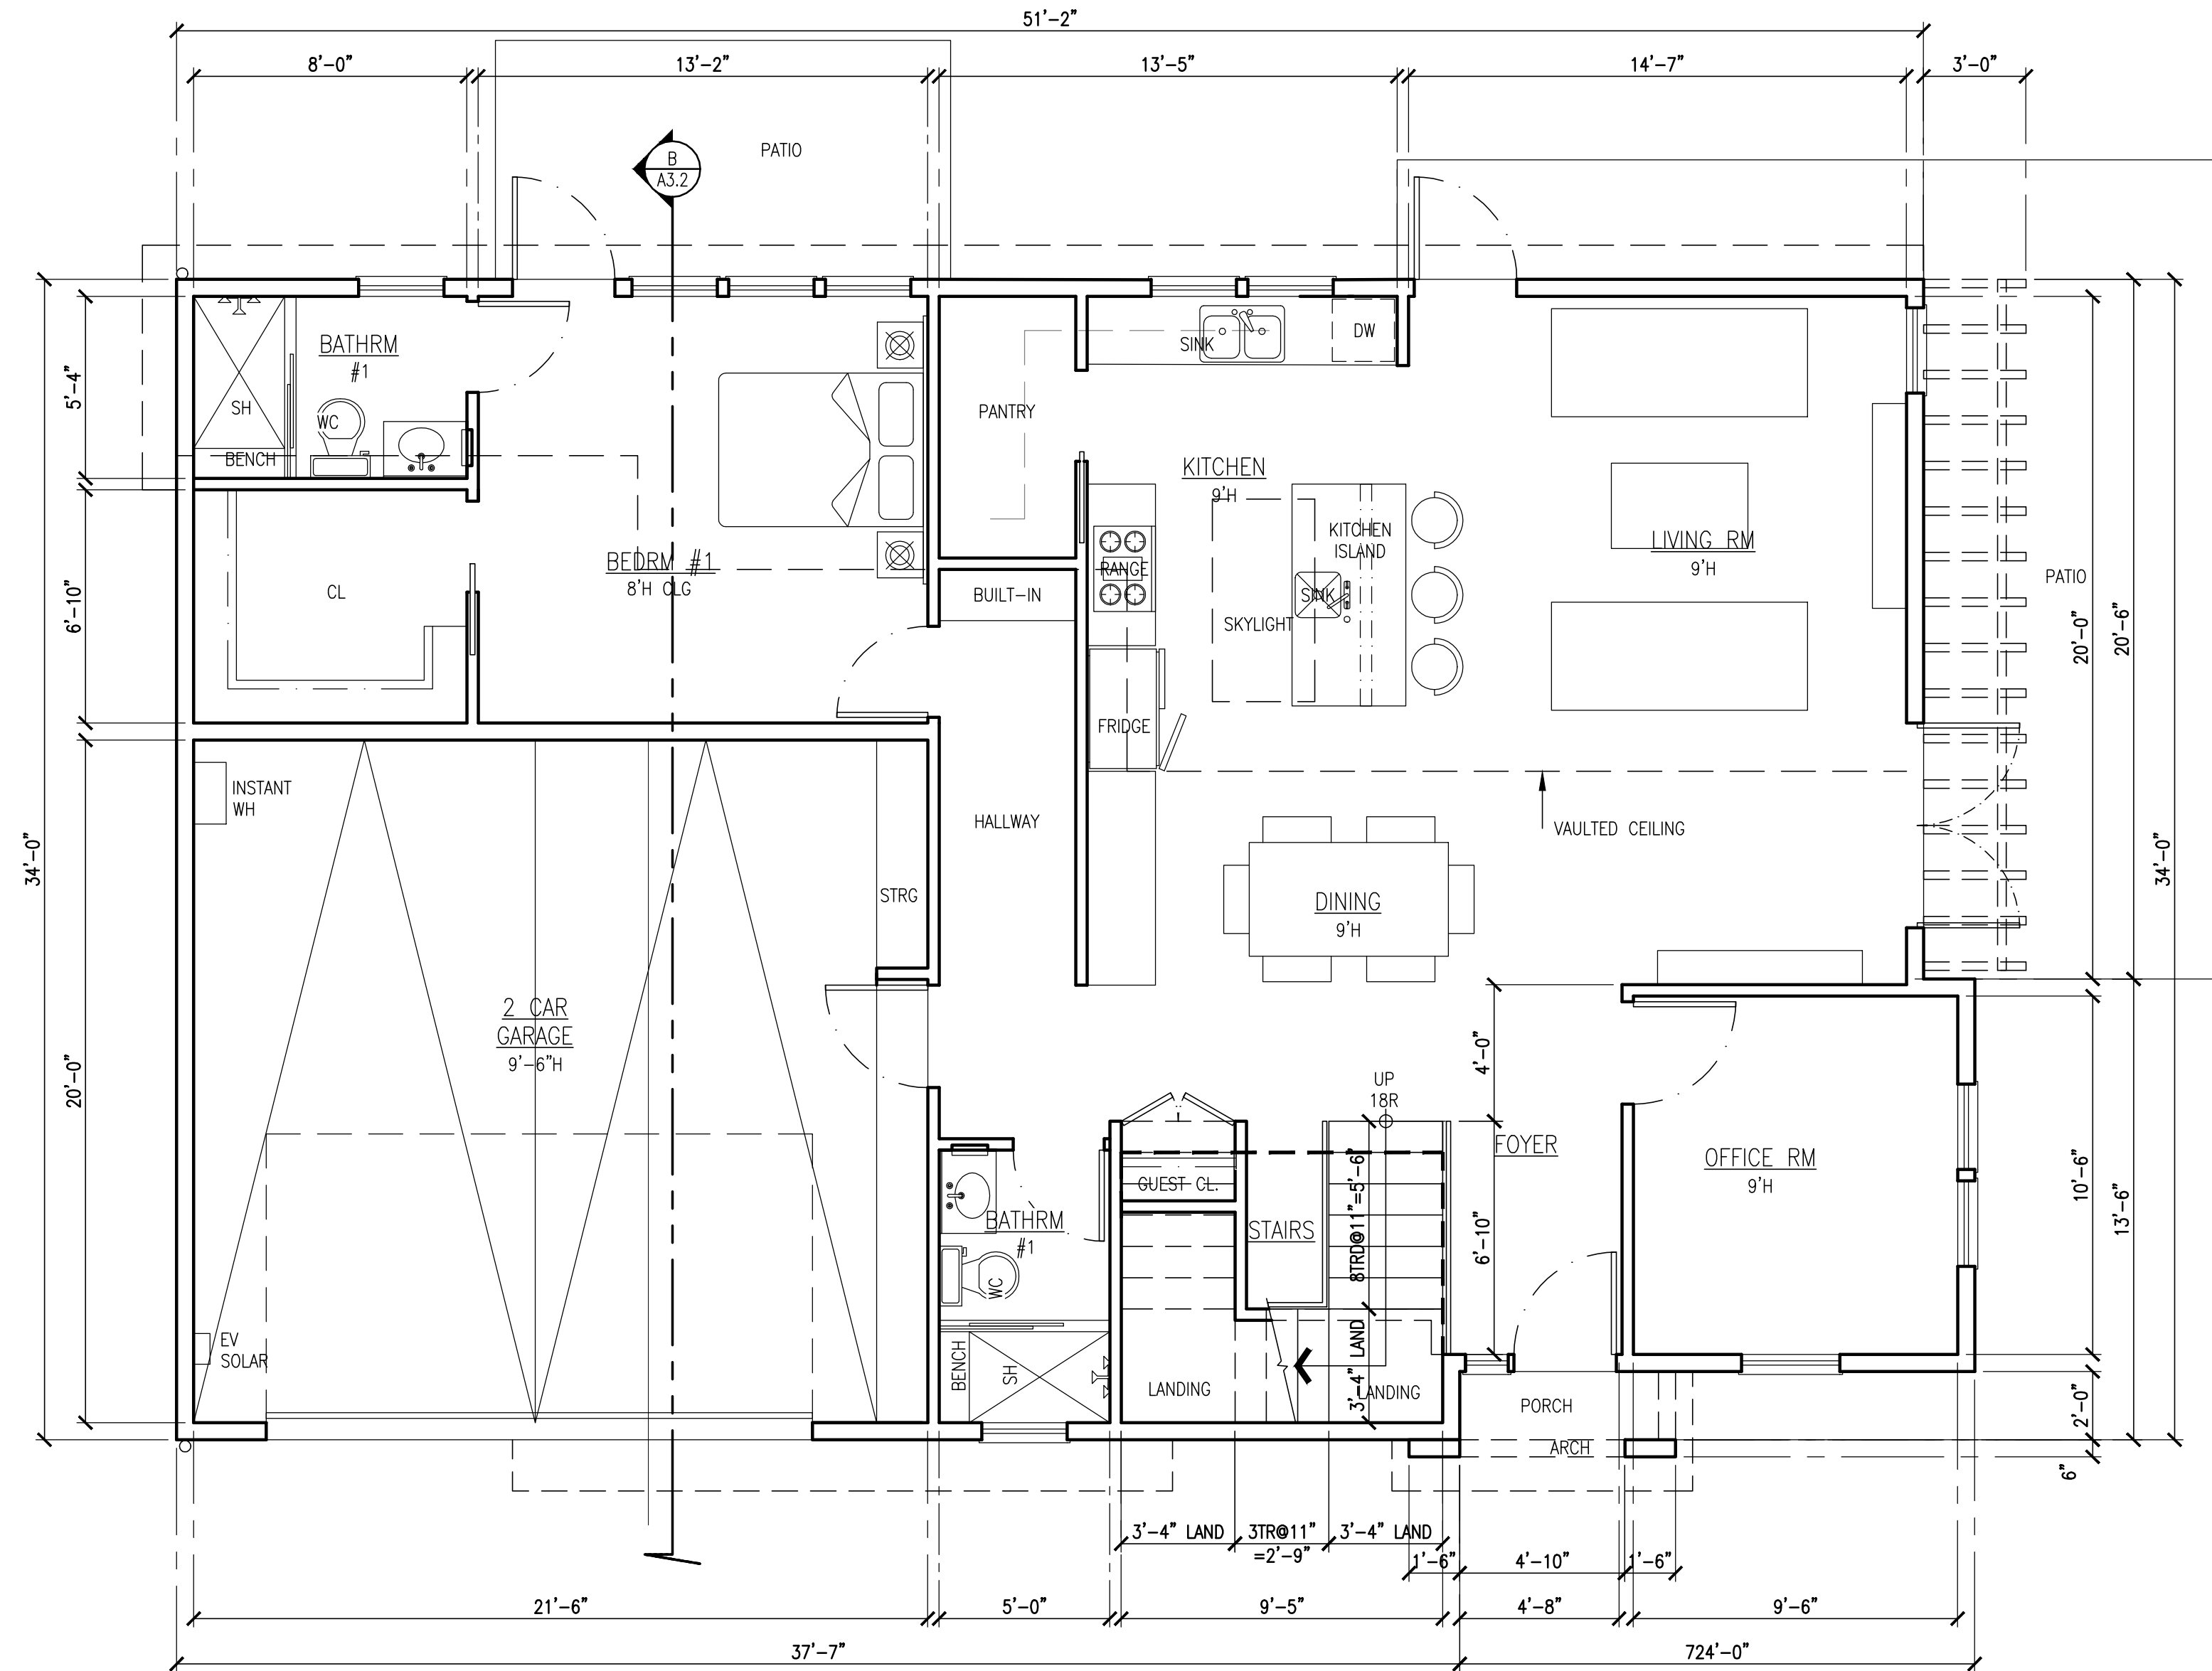 51'-2"
8'-0"
13'-2"
13'-5"
14'-7"
3'-0"
PATIO
B
A3.2
BATHRM
#1
SH
WC
BENCH
5'-4"
SINK
DW
PANTRY
KITCHEN
9'H
KITCHEN
ISLAND
LIVING RM
9'H
BEDRM #1
8'H CLG
CL
6'-10"
RANGE
BUILT-IN
SINK
SKYLIGHT
PATIO
20'-0"
20'-6"
FRIDGE
INSTANT
WH
HALLWAY
VAULTED CEILING
34'-0"
34'-0"
STRG
DINING
9'H
2 CAR
GARAGE
9'-6"H
20'-0"
4'-0"
UP
18R
FOYER
OFFICE RM
9'H
10'-6"
13'-6"
GUEST CL.
8TRD@11"=5'-6"
STAIRS
6'-10"
BATHRM
#1
WC
EV
SOLAR
BENCH
SH
3'-4" LAND
LANDING
LANDING
PORCH
2'-0"
ARCH
6"
3'-4" LAND
3TR@11"
=2'-9"
3'-4" LAND
1'-6"
4'-10"
1'-6"
21'-6"
5'-0"
9'-5"
4'-8"
9'-6"
37'-7"
724'-0"